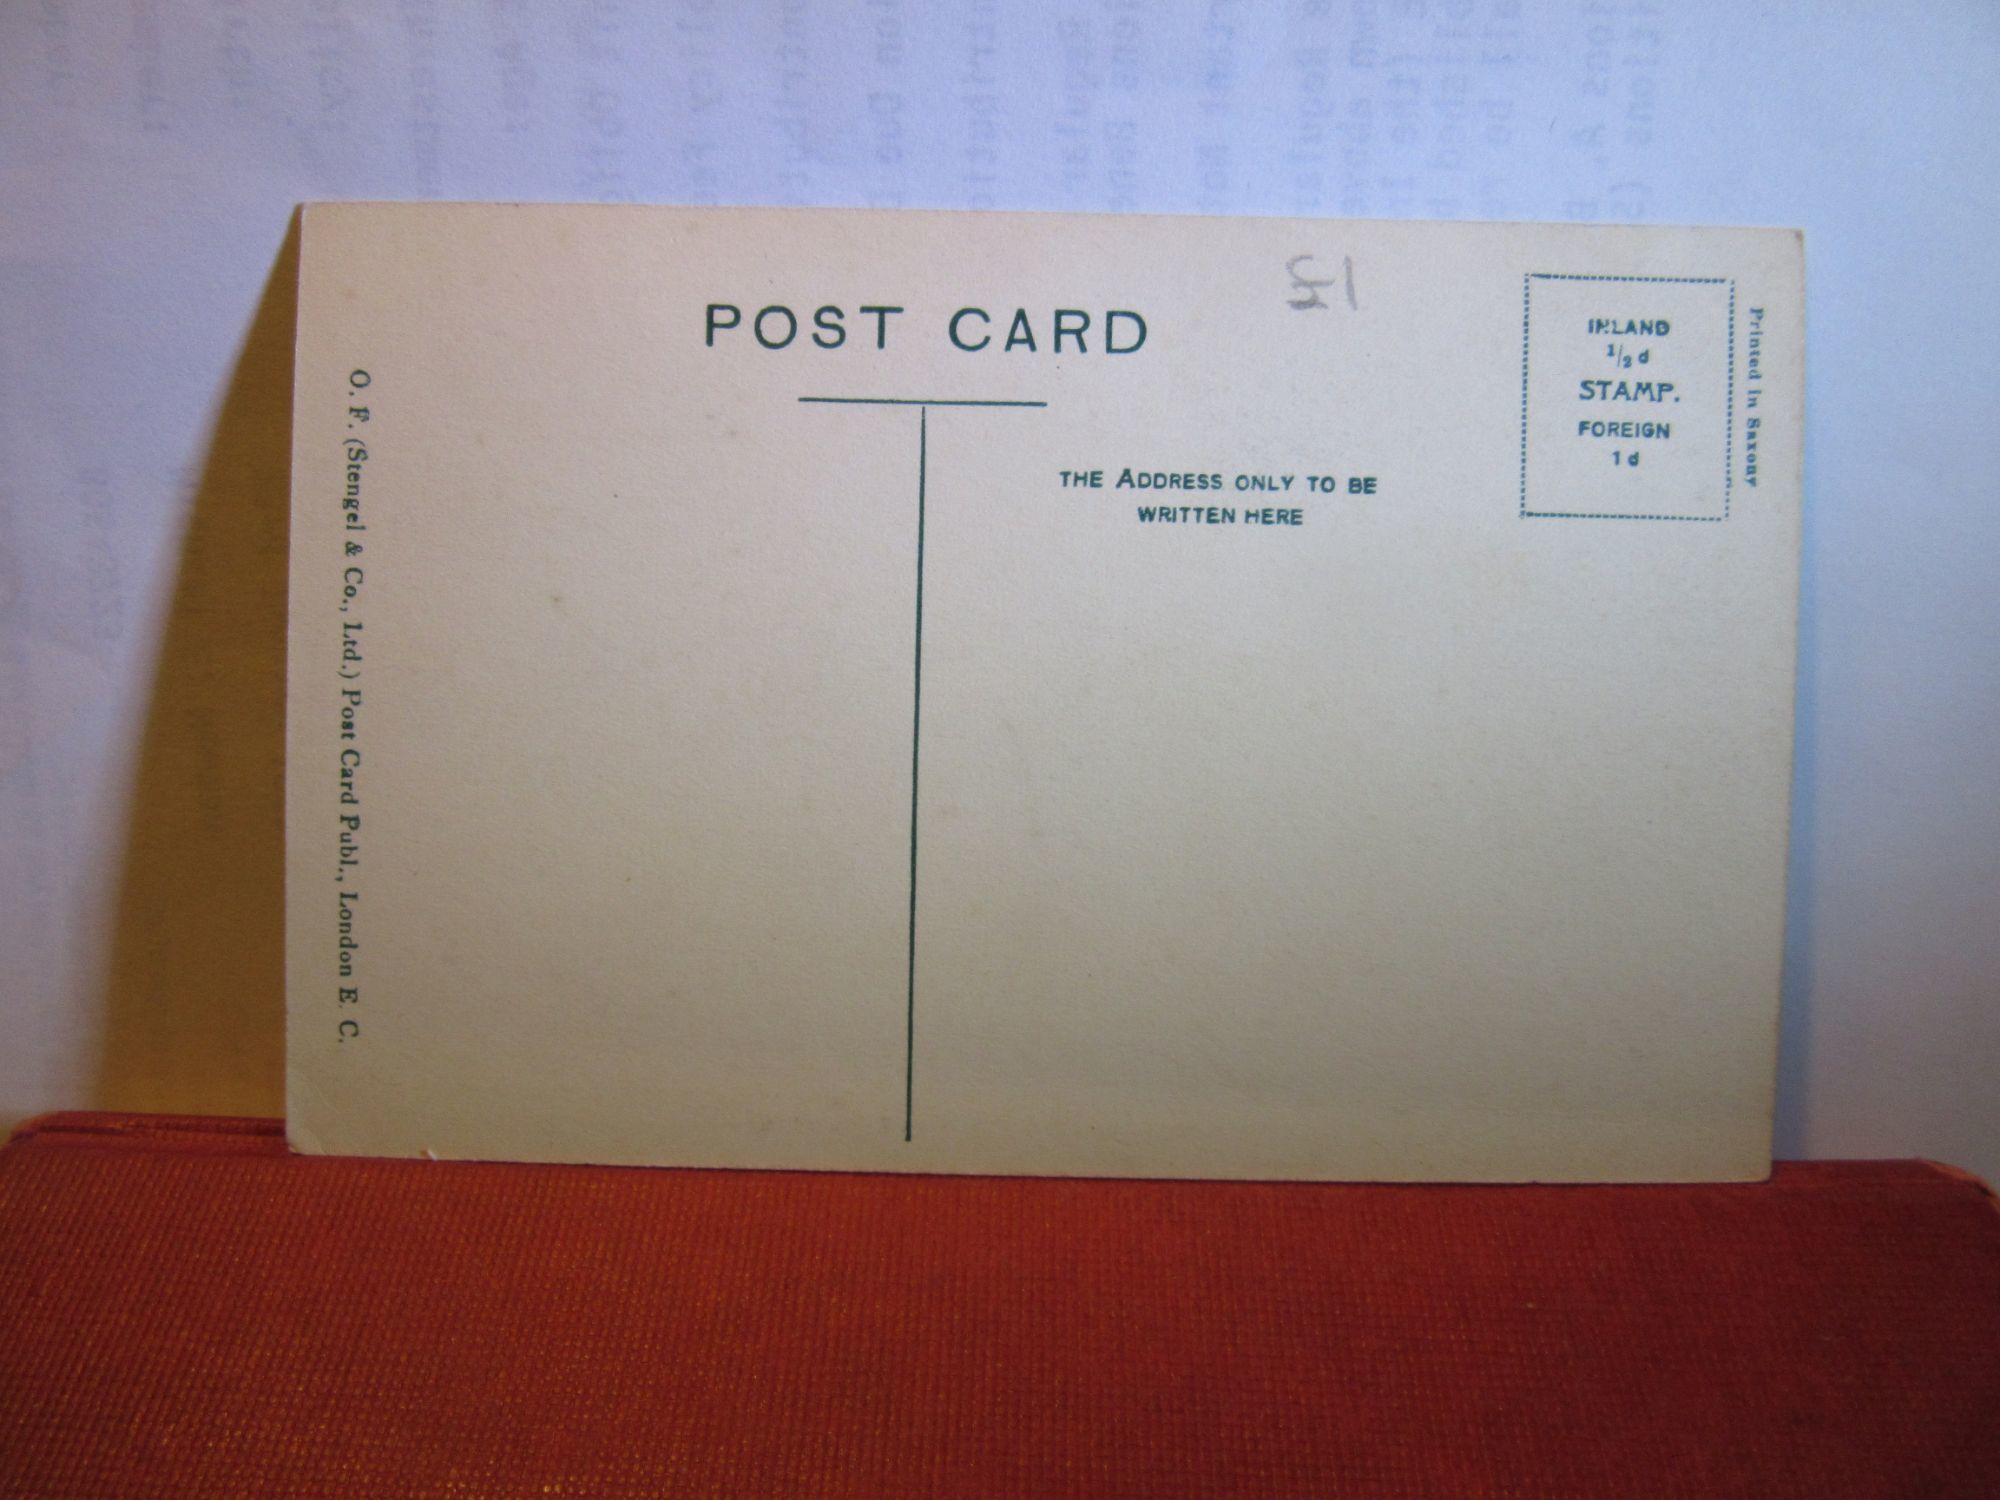 POST CARD
INLAND
1/2 d
STAMP.
FOREIGN
1 d
Printed in Saxony
THE ADDRESS ONLY TO BE
WRITTEN HERE
O. F. (Stengel & Co., Ltd.) Post Card Publ., London E. C.